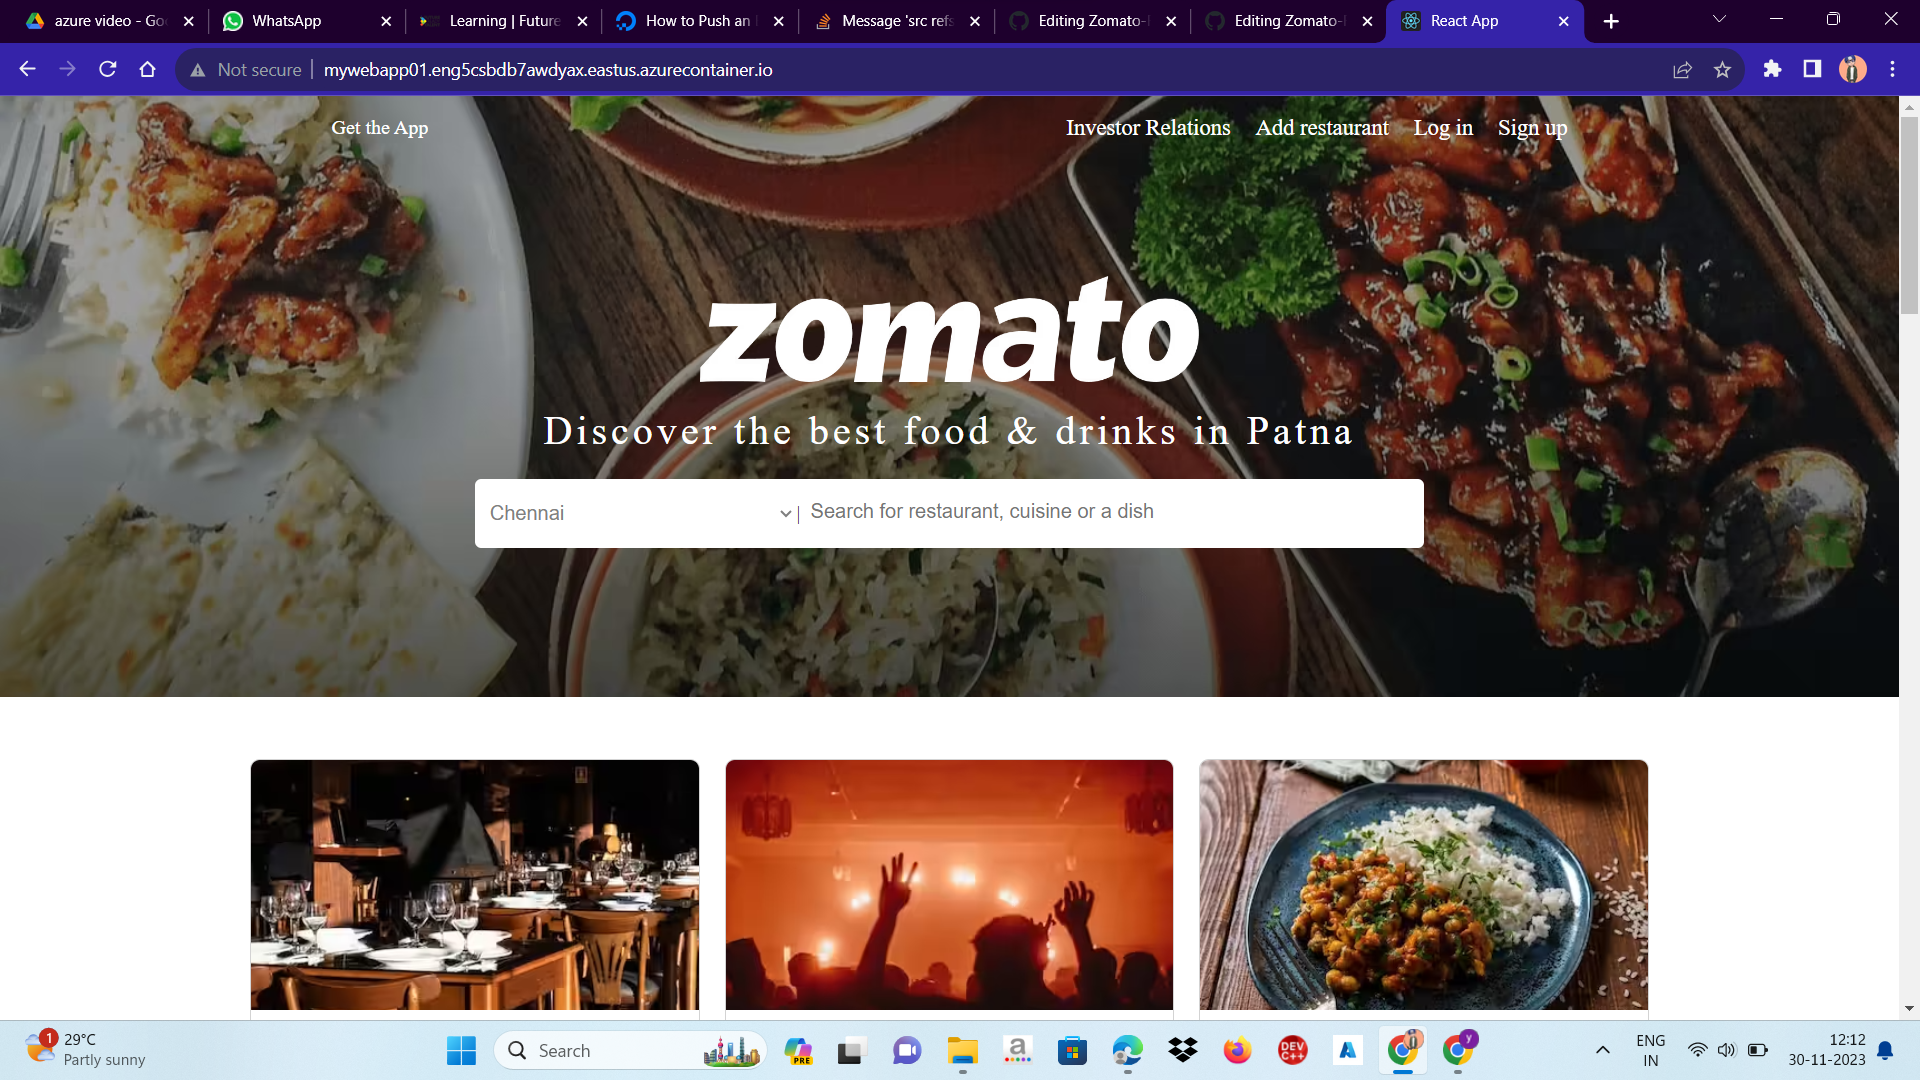 azure video - Go
WhatsApp
Learning | Future
How to Push an
Message 'src refs
Editing Zomato-
Editing Zomato-
React App
Not secure
mywebapp01.eng5csbdb7awdyax.eastus.azurecontainer.io
Get the App
Investor Relations
Add restaurant
Log in
Sign up
zomato
Discover the best food & drinks in Patna
Chennai
Search for restaurant, cuisine or a dish
1
29°C
Partly sunny
Search
PRE
a
DEV
C++
y
ENG
IN
12:12
30-11-2023